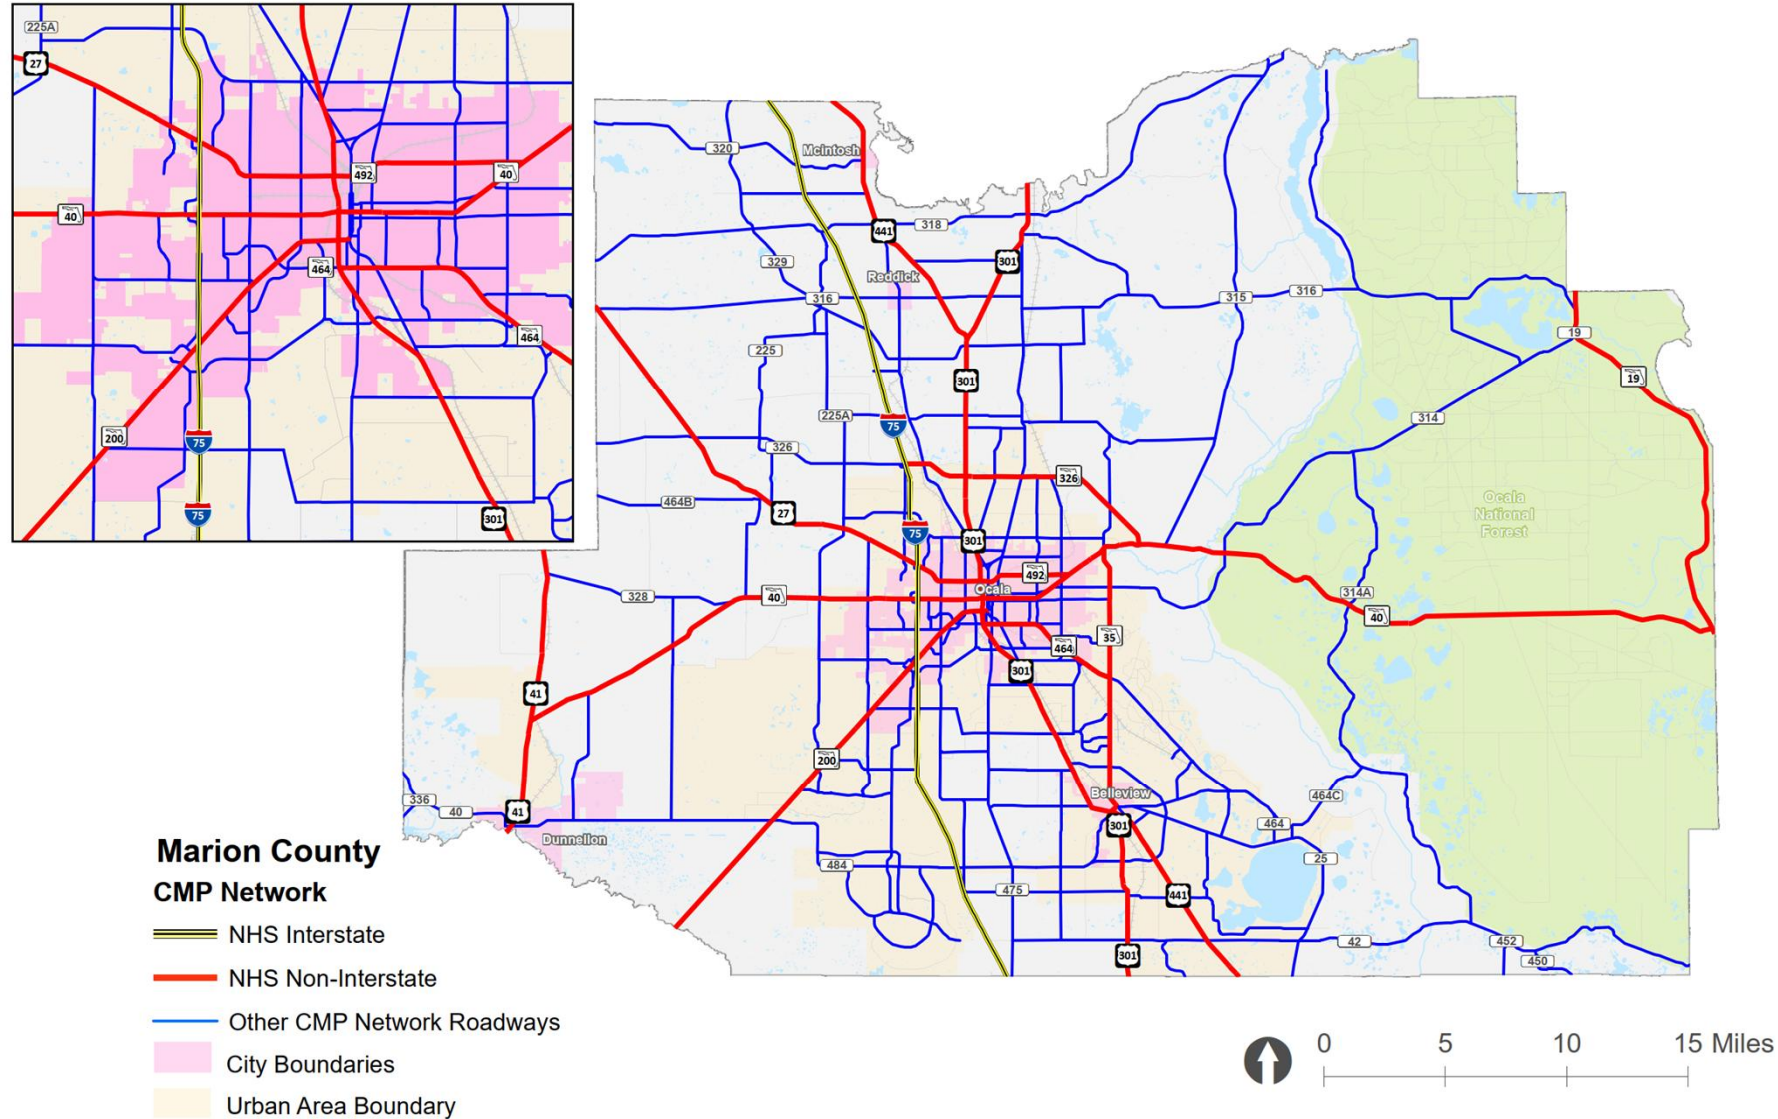 225A
27
492
40
40
464
464
200
75
75
301
320
McIntosh
441
318
301
329
Reddick
316
315
316
19
225
301
19
225A
75
314
326
326
464B
27
Ocala
National
Forest
75
301
492
328
40
Ocala
314A
40
35
464
301
41
200
336
40
41
Belleview
464C
301
464
Dunnellon
484
25
475
441
42
452
301
450
Marion County
CMP Network
NHS Interstate
NHS Non-Interstate
Other CMP Network Roadways
City Boundaries
Urban Area Boundary
0 5 10 15 Miles